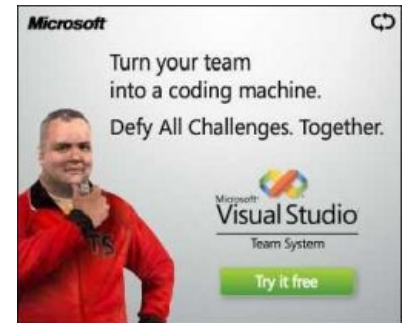 Microsoft
Turn your team
into a coding machine.
Defy All Challenges. Together.
Microsoft
Visual Studio
Team System
Try it free
TS